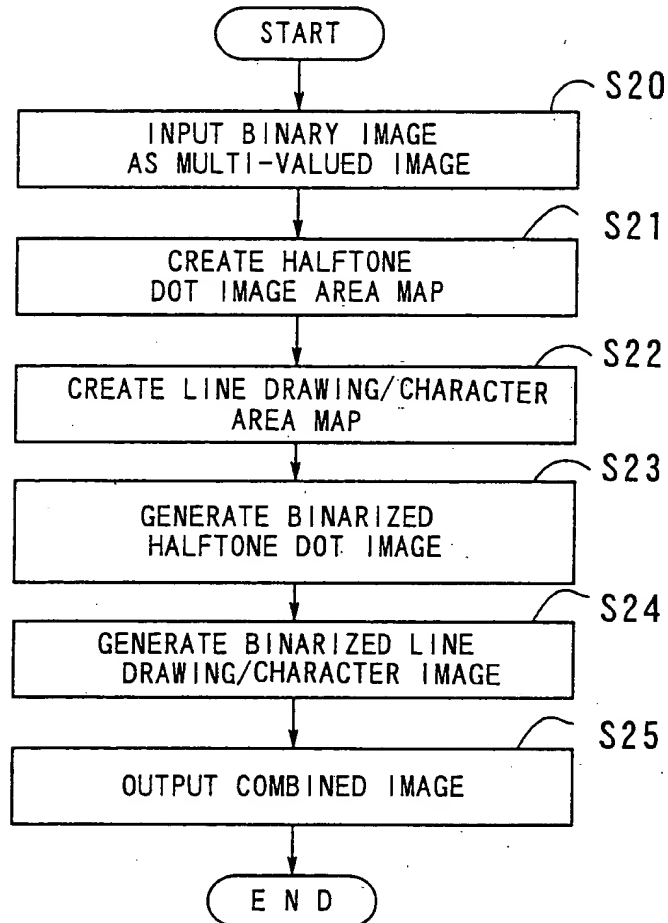 START
S20
INPUT BINARY IMAGE
AS MULTI-VALUED IMAGE
S21
CREATE HALFTONE
DOT IMAGE AREA MAP
S22
CREATE LINE DRAWING/CHARACTER
AREA MAP
S23
GENERATE BINARIZED
HALFTONE DOT IMAGE
S24
GENERATE BINARIZED LINE
DRAWING/CHARACTER IMAGE
S25
OUTPUT COMBINED IMAGE
END